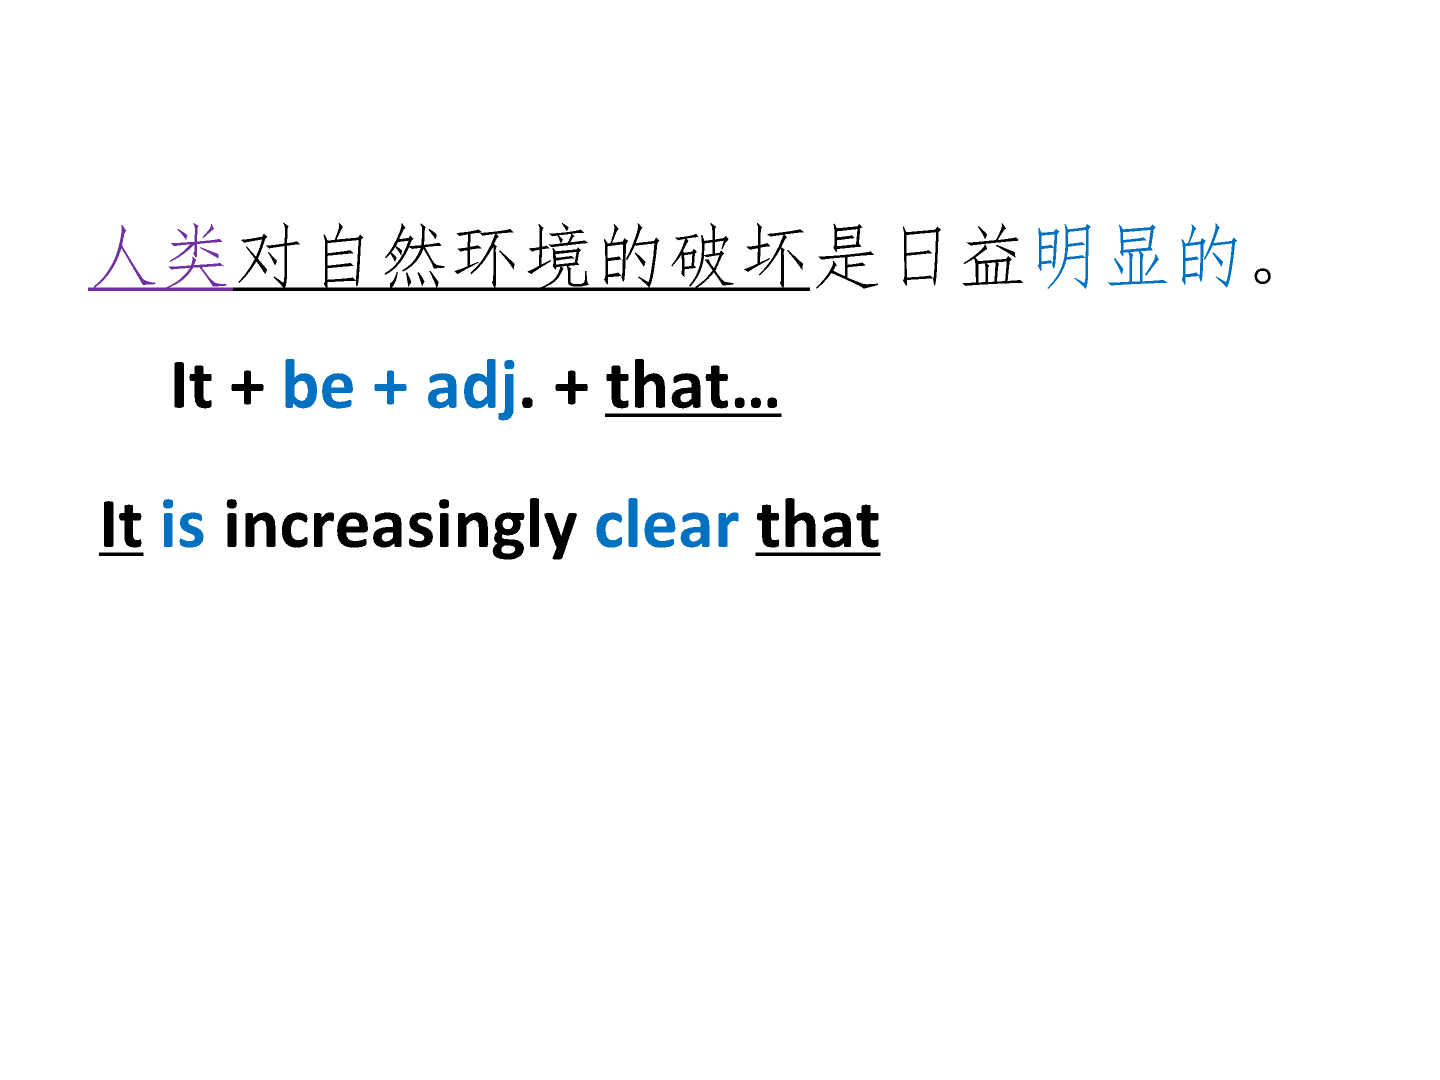 人类对自然环境的破坏是日益明显的。
It + be + adj. + that…
It is increasingly clear that